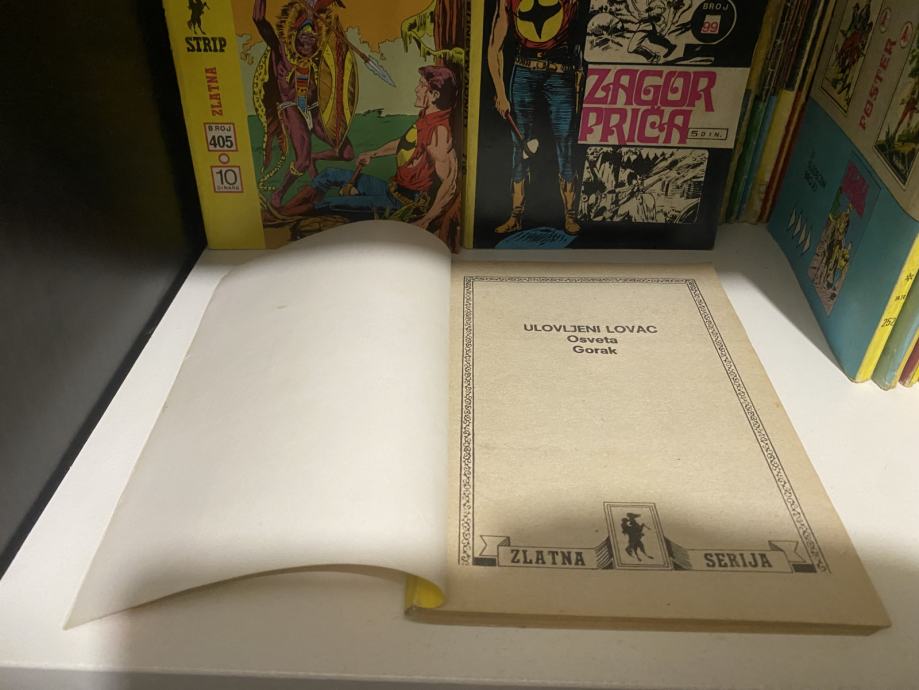 STRIP
ZLATNA
BROJ
405
10
DINARA
BROJ
99
ZAGOR
PRIČA
5 DIN.
POSTER
ULOVLJENI LOVAC
Osveta
Gorak
ZLATNA SERIJA